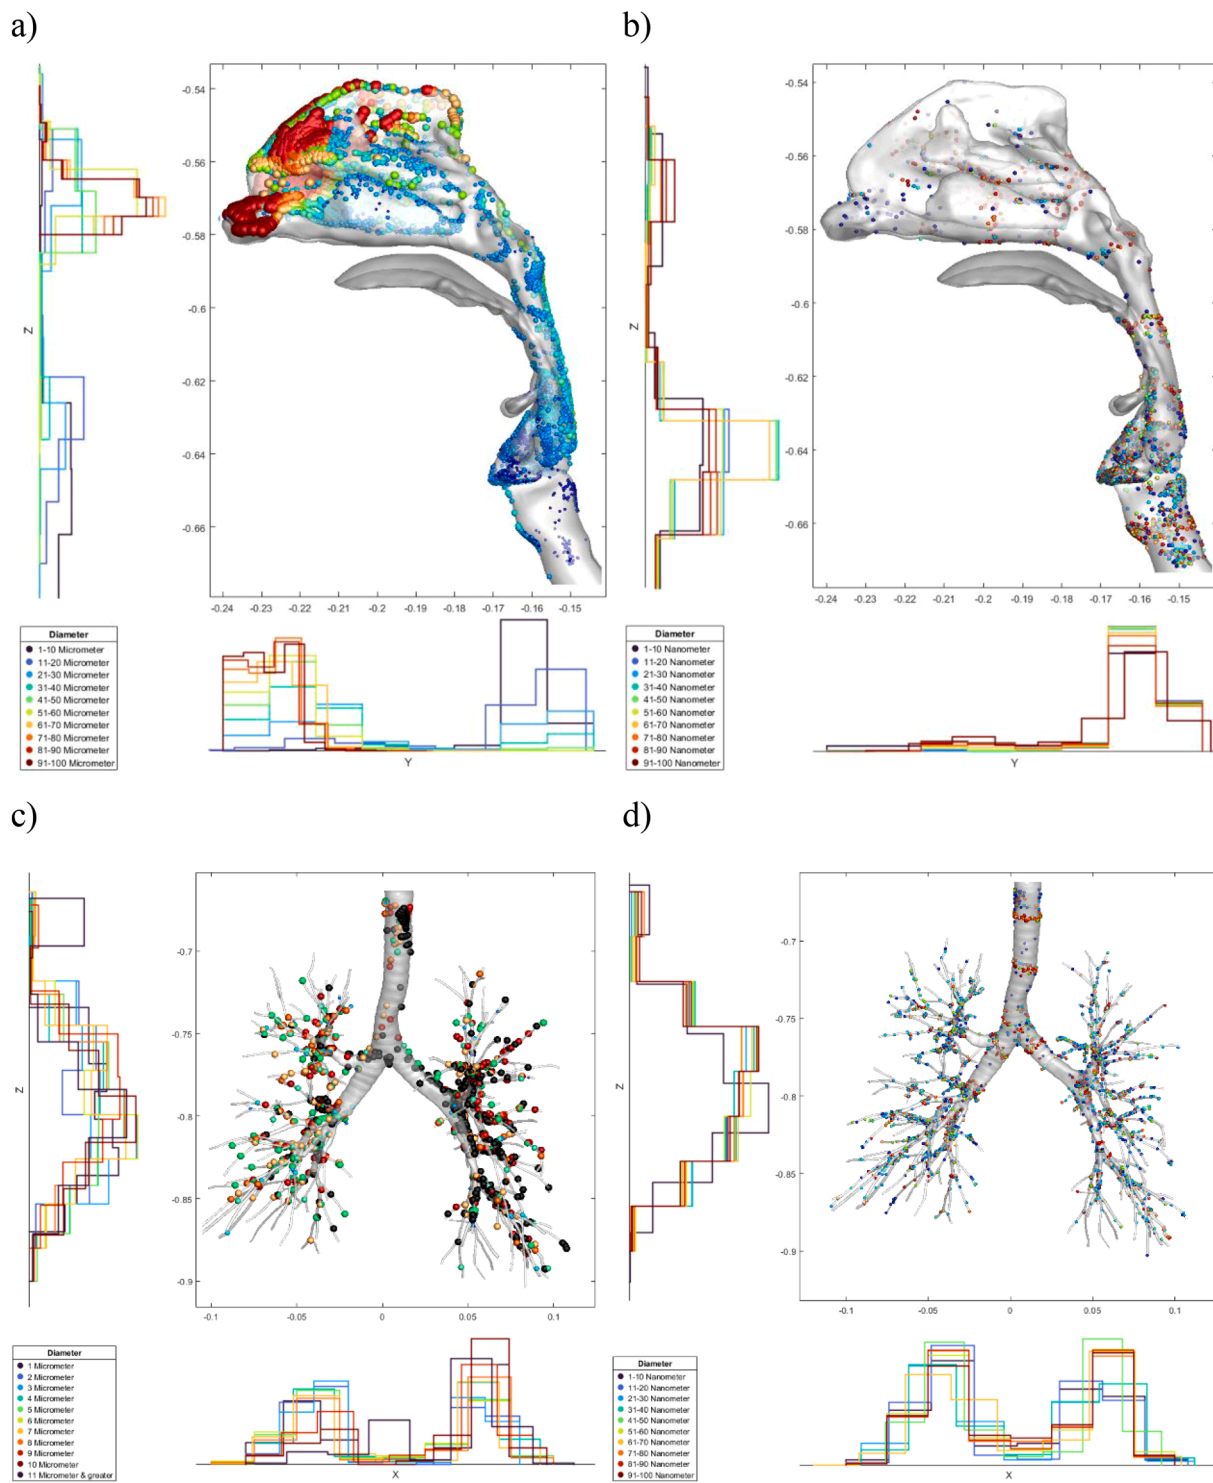 a)
b)
-0.54
-0.56
-0.58
-0.6
-0.62
-0.64
-0.66
Z
-0.24 -0.23 -0.22 -0.21 -0.2 -0.19 -0.18 -0.17 -0.16 -0.15
Diameter
1-10 Micrometer
11-20 Micrometer
21-30 Micrometer
31-40 Micrometer
41-50 Micrometer
51-60 Micrometer
61-70 Micrometer
71-80 Micrometer
81-90 Micrometer
91-100 Micrometer
Y
-0.54
-0.56
-0.58
-0.6
-0.62
-0.64
-0.66
Z
-0.24 -0.23 -0.22 -0.21 -0.2 -0.19 -0.18 -0.17 -0.16 -0.15
Diameter
1-10 Nanometer
11-20 Nanometer
21-30 Nanometer
31-40 Nanometer
41-50 Nanometer
51-60 Nanometer
61-70 Nanometer
71-80 Nanometer
81-90 Nanometer
91-100 Nanometer
Y
c)
d)
-0.7
-0.75
-0.8
-0.85
-0.9
Z
-0.1 -0.05 0 0.05 0.1
Diameter
1 Micrometer
2 Micrometer
3 Micrometer
4 Micrometer
5 Micrometer
6 Micrometer
7 Micrometer
8 Micrometer
9 Micrometer
10 Micrometer
11 Micrometer & greater
X
-0.7
-0.75
-0.8
-0.85
-0.9
Z
-0.1 -0.05 0 0.05 0.1
Diameter
1-10 Nanometer
11-20 Nanometer
21-30 Nanometer
31-40 Nanometer
41-50 Nanometer
51-60 Nanometer
61-70 Nanometer
71-80 Nanometer
81-90 Nanometer
91-100 Nanometer
X